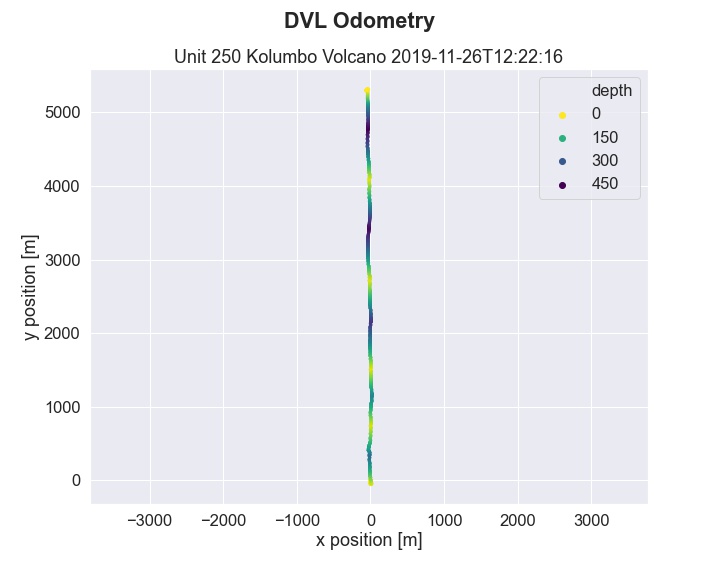 DVL Odometry
Unit 250 Kolumbo Volcano 2019-11-26T12:22:16
depth
0
150
300
450
5000
4000
3000
2000
1000
0
y position [m]
−3000 −2000 −1000 0 1000 2000 3000
x position [m]